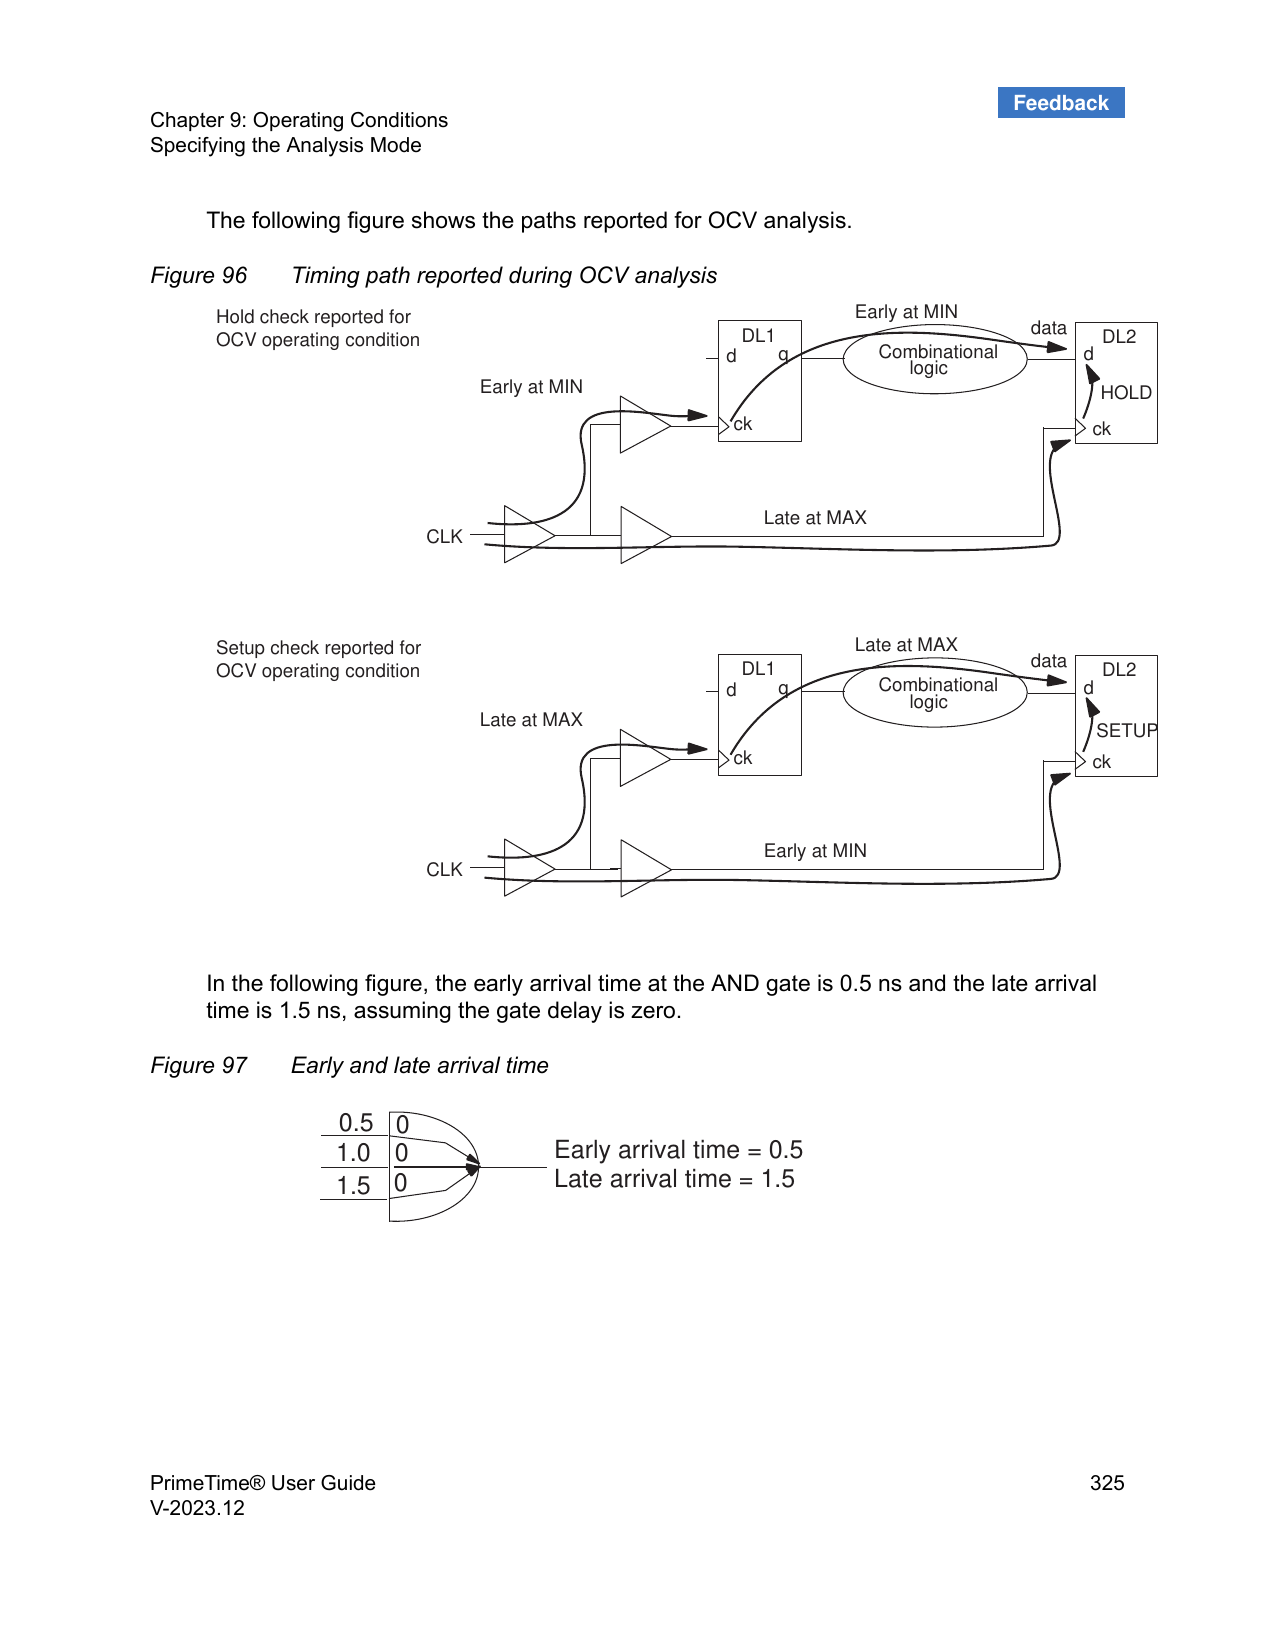 Feedback
Chapter 9: Operating Conditions
Specifying the Analysis Mode
The following figure shows the paths reported for OCV analysis.
Figure 96 Timing path reported during OCV analysis
Hold check reported for
OCV operating condition
Early at MIN
DL1
d
q
ck
Early at MIN
Combinational
logic
data
DL2
d
HOLD
ck
Late at MAX
CLK
Setup check reported for
OCV operating condition
Late at MAX
DL1
d
q
ck
Late at MAX
Combinational
logic
data
DL2
d
SETUP
ck
Early at MIN
CLK
In the following figure, the early arrival time at the AND gate is 0.5 ns and the late arrival
time is 1.5 ns, assuming the gate delay is zero.
Figure 97 Early and late arrival time
0.5 0
1.0 0
1.5 0
Early arrival time = 0.5
Late arrival time = 1.5
PrimeTime® User Guide 325
V-2023.12